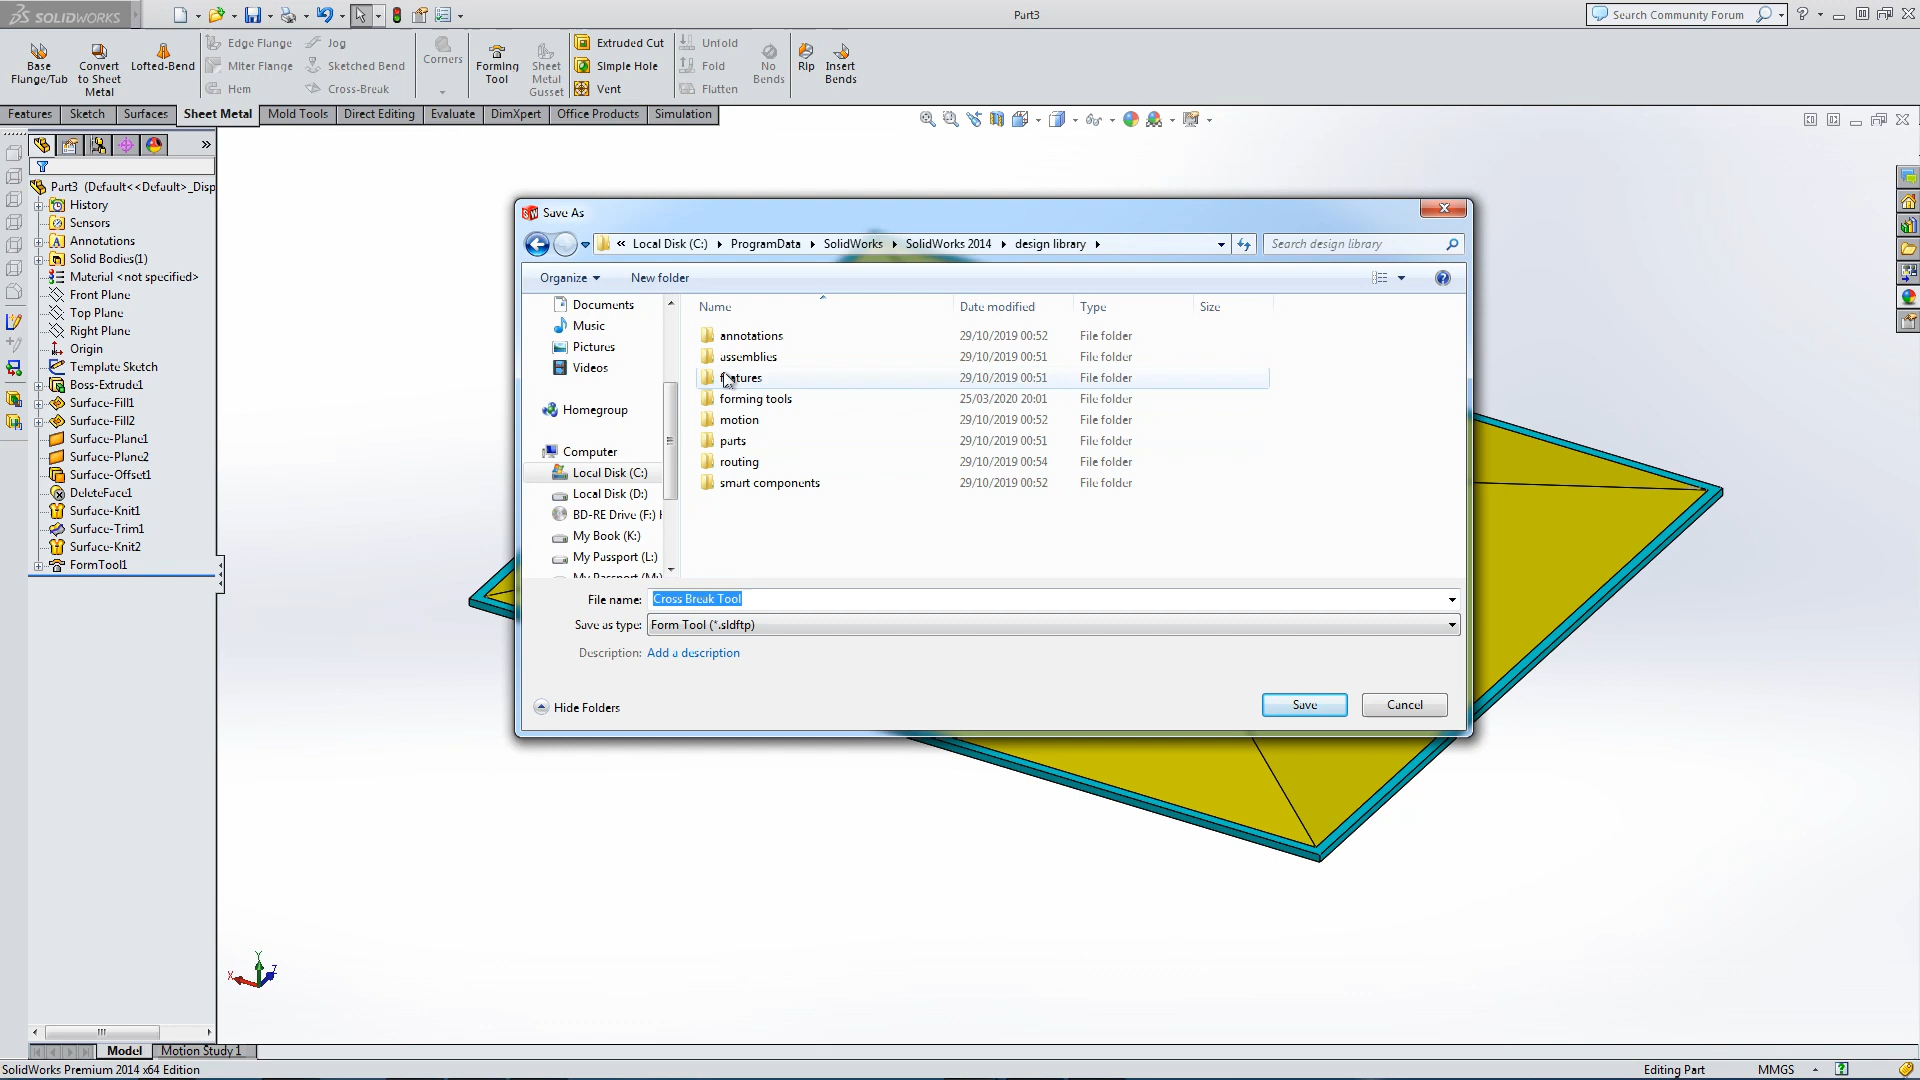 SOLIDWORKS
Part3
Search Community Forum
Base Flange/Tab
Convert to Sheet Metal
Lofted-Bend
Edge Flange
Miter Flange
Hem
Jog
Sketched Bend
Cross-Break
Corners
Forming Tool
Sheet Metal Gusset
Extruded Cut
Simple Hole
Vent
Unfold
Fold
Flatten
No Bends
Rip
Insert Bends
Features
Sketch
Surfaces
Sheet Metal
Mold Tools
Direct Editing
Evaluate
DimXpert
Office Products
Simulation
Part3 (Default<<Default>_Disp
History
Sensors
Annotations
Solid Bodies(1)
Material <not specified>
Front Plane
Top Plane
Right Plane
Origin
Template Sketch
Boss-Extrude1
Surface-Fill1
Surface-Fill2
Surface-Plane1
Surface-Plane2
Surface-Offset1
DeleteFace1
Surface-Knit1
Surface-Trim1
Surface-Knit2
FormTool1
Save As
« Local Disk (C:) ProgramData SolidWorks SolidWorks 2014 design library
Search design library
Organize
New folder
Documents
Music
Pictures
Videos
Homegroup
Computer
Local Disk (C:)
Local Disk (D:)
BD-RE Drive (F:)
My Book (K:)
My Passport (L:)
Name Date modified Type Size
annotations 29/10/2019 00:52 File folder
assemblies 29/10/2019 00:51 File folder
29/10/2019 00:51 File folder
forming tools 25/03/2020 20:01 File folder
motion 29/10/2019 00:52 File folder
parts 29/10/2019 00:51 File folder
routing 29/10/2019 00:54 File folder
smart components 29/10/2019 00:52 File folder
File name: Cross Break Tool
Save as type: Form Tool (*.sldftp)
Description: Add a description
Hide Folders
Save
Cancel
Y
X
Z
Model
Motion Study 1
SolidWorks Premium 2014 x64 Edition
Editing Part
MMGS